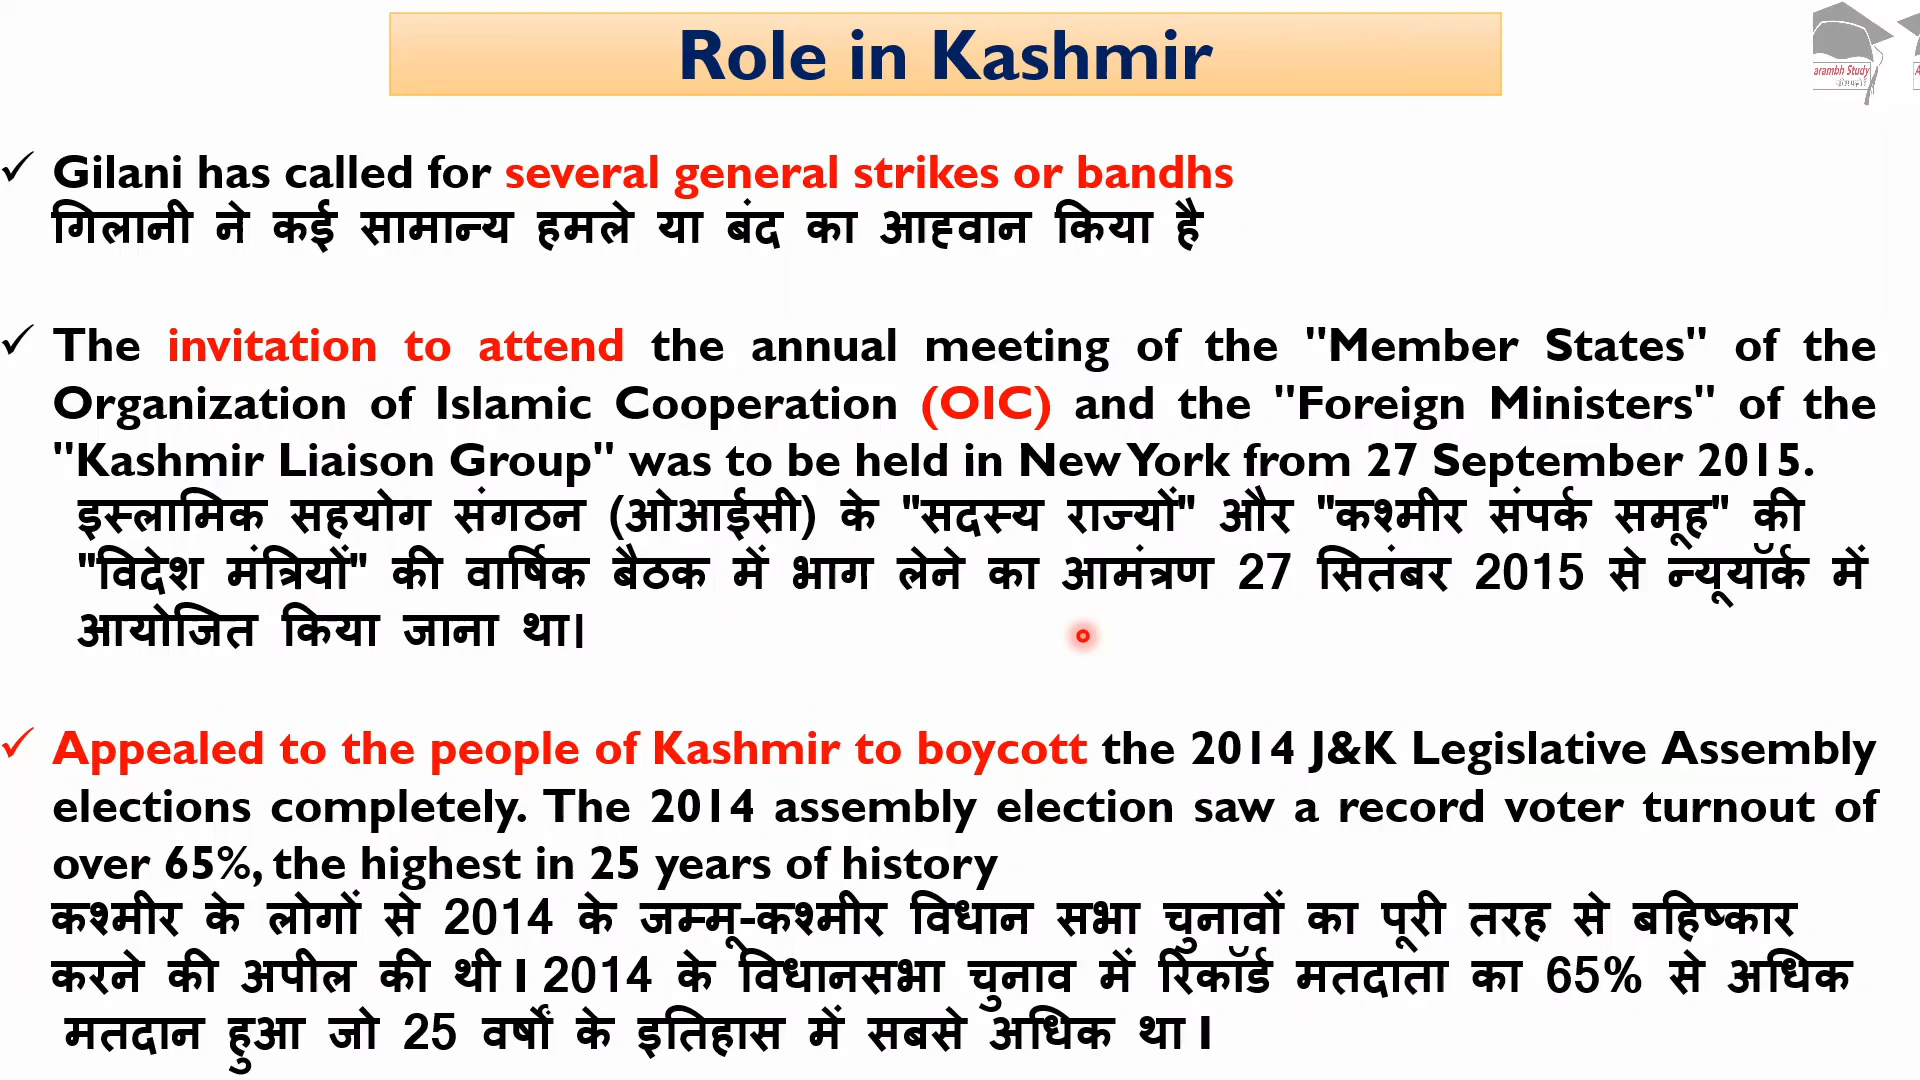 Role in Kashmir
arambh Study
Gilani has called for several general strikes or bandhs
गिलानी ने कई सामान्य हमले या बंद का आह्वान किया है
The invitation to attend the annual meeting of the "Member States" of the
Organization of Islamic Cooperation (OIC) and the "Foreign Ministers" of the
"Kashmir Liaison Group" was to be held in New York from 27 September 2015.
इस्लामिक सहयोग संगठन (ओआईसी) के "सदस्य राज्यों" और "कश्मीर संपर्क समूह" की
"विदेश मंत्रियों" की वार्षिक बैठक में भाग लेने का आमंत्रण 27 सितंबर 2015 से न्यूयॉर्क में
आयोजित किया जाना था।
Appealed to the people of Kashmir to boycott the 2014 J&K Legislative Assembly
elections completely. The 2014 assembly election saw a record voter turnout of
over 65%, the highest in 25 years of history
कश्मीर के लोगों से 2014 के जम्मू-कश्मीर विधान सभा चुनावों का पूरी तरह से बहिष्कार
करने की अपील की थी। 2014 के विधानसभा चुनाव में रिकॉर्ड मतदाता का 65% से अधिक
मतदान हुआ जो 25 वर्षों के इतिहास में सबसे अधिक था।